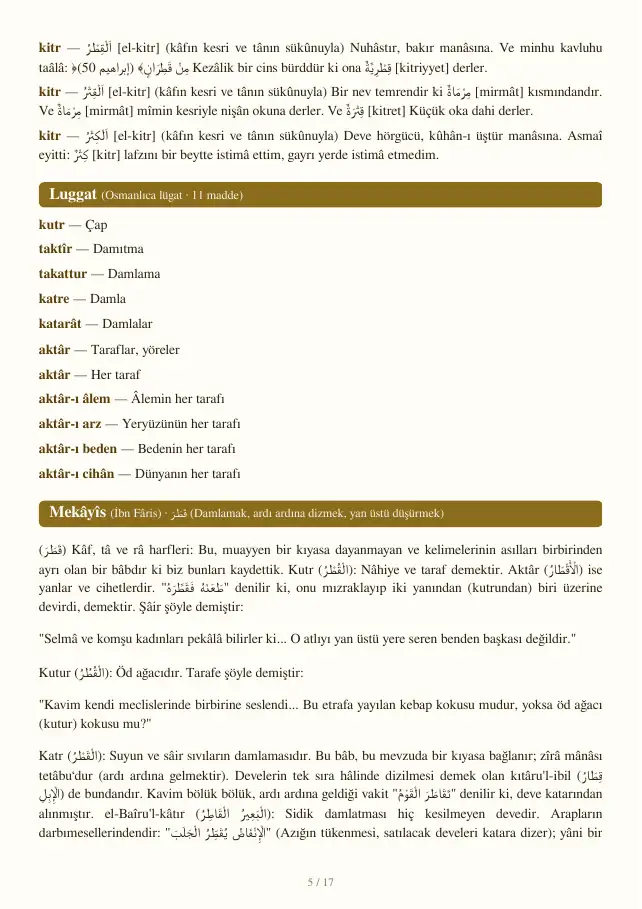 kitr — اَلْقِطْرُ [el-kitr] (kâfın kesri ve tânın sükûnuyla) Nuhâstır, bakır manâsına. Ve minhu kavluhu
taâlâ: ﴿مِنْ قَطِرَانٍ﴾ (إبراهيم 50) Kezâlik bir cins bürddür ki ona قِطْرِيَّةٌ [kitriyyet] derler.
kitr — اَلْقِتْرُ [el-kitr] (kâfın kesri ve tânın sükûnuyla) Bir nev temrendir ki مِرْمَاةٌ [mirmât] kısmındandır.
Ve مِرْمَاةٌ [mirmât] mîmin kesriyle nişân okuna derler. Ve قِتْرَةٌ [kitret] Küçük oka dahi derler.
kitr — اَلْكِتْرُ [el-kitr] (kâfın kesri ve tânın sükûnuyla) Deve hörgücü, kûhân-ı üştür manâsına. Asmaî
eyitti: كِتْرٌ [kitr] lafzını bir beytte istimâ ettim, gayrı yerde istimâ etmedim.
Luggat (Osmanlıca lügat · 11 madde)
kutr — Çap
taktîr — Damıtma
takattur — Damlama
katre — Damla
katarât — Damlalar
aktâr — Taraflar, yöreler
aktâr — Her taraf
aktâr-ı âlem — Âlemin her tarafı
aktâr-ı arz — Yeryüzünün her tarafı
aktâr-ı beden — Bedenin her tarafı
aktâr-ı cihân — Dünyanın her tarafı
Mekâyîs (İbn Fâris) · قطر (Damlamak, ardı ardına dizmek, yan üstü düşürmek)
(قَطَرَ) Kâf, tâ ve râ harfleri: Bu, muayyen bir kıyasa dayanmayan ve kelimelerinin asılları birbirinden
ayrı olan bir bâbdır ki biz bunları kaydettik. Kutr (الْقُطْرُ): Nâhiye ve taraf demektir. Aktâr (الْأَقْطَارُ) ise
yanlar ve cihetlerdir. "طَعَنَهُ فَقَطَّرَهُ" denilir ki, onu mızraklayıp iki yanından (kutrundan) biri üzerine
devirdi, demektir. Şâir şöyle demiştir:
"Selmâ ve komşu kadınları pekâlâ bilirler ki... O atlıyı yan üstü yere seren benden başkası değildir."
Kutur (الْقُطُرُ): Öd ağacıdır. Tarafe şöyle demiştir:
"Kavim kendi meclislerinde birbirine seslendi... Bu etrafa yayılan kebap kokusu mudur, yoksa öd ağacı
(kutur) kokusu mu?"
Katr (الْقَطْرُ): Suyun ve sâir sıvıların damlamasıdır. Bu bâb, bu mevzuda bir kıyasa bağlanır; zîrâ mânâsı
tetâbu‘dur (ardı ardına gelmektir). Develerin tek sıra hâlinde dizilmesi demek olan kıtâru'l-ibil (قِطَارُ
الْإِبِلِ) de bundandır. Kavim bölük bölük, ardı ardına geldiği vakit "تَقَاطَرَ الْقَوْمُ" denilir ki, deve katarından
alınmıştır. el-Baîru'l-kâtır (الْبَعِيرُ الْقَاطِرُ): Sidik damlatması hiç kesilmeyen devedir. Arapların
darbımesellerindendir: "الْإِنْفَاضُ يُقَطِّرُ الْجَلَبَ" (Azığın tükenmesi, satılacak develeri katara dizer); yâni bir
5 / 17